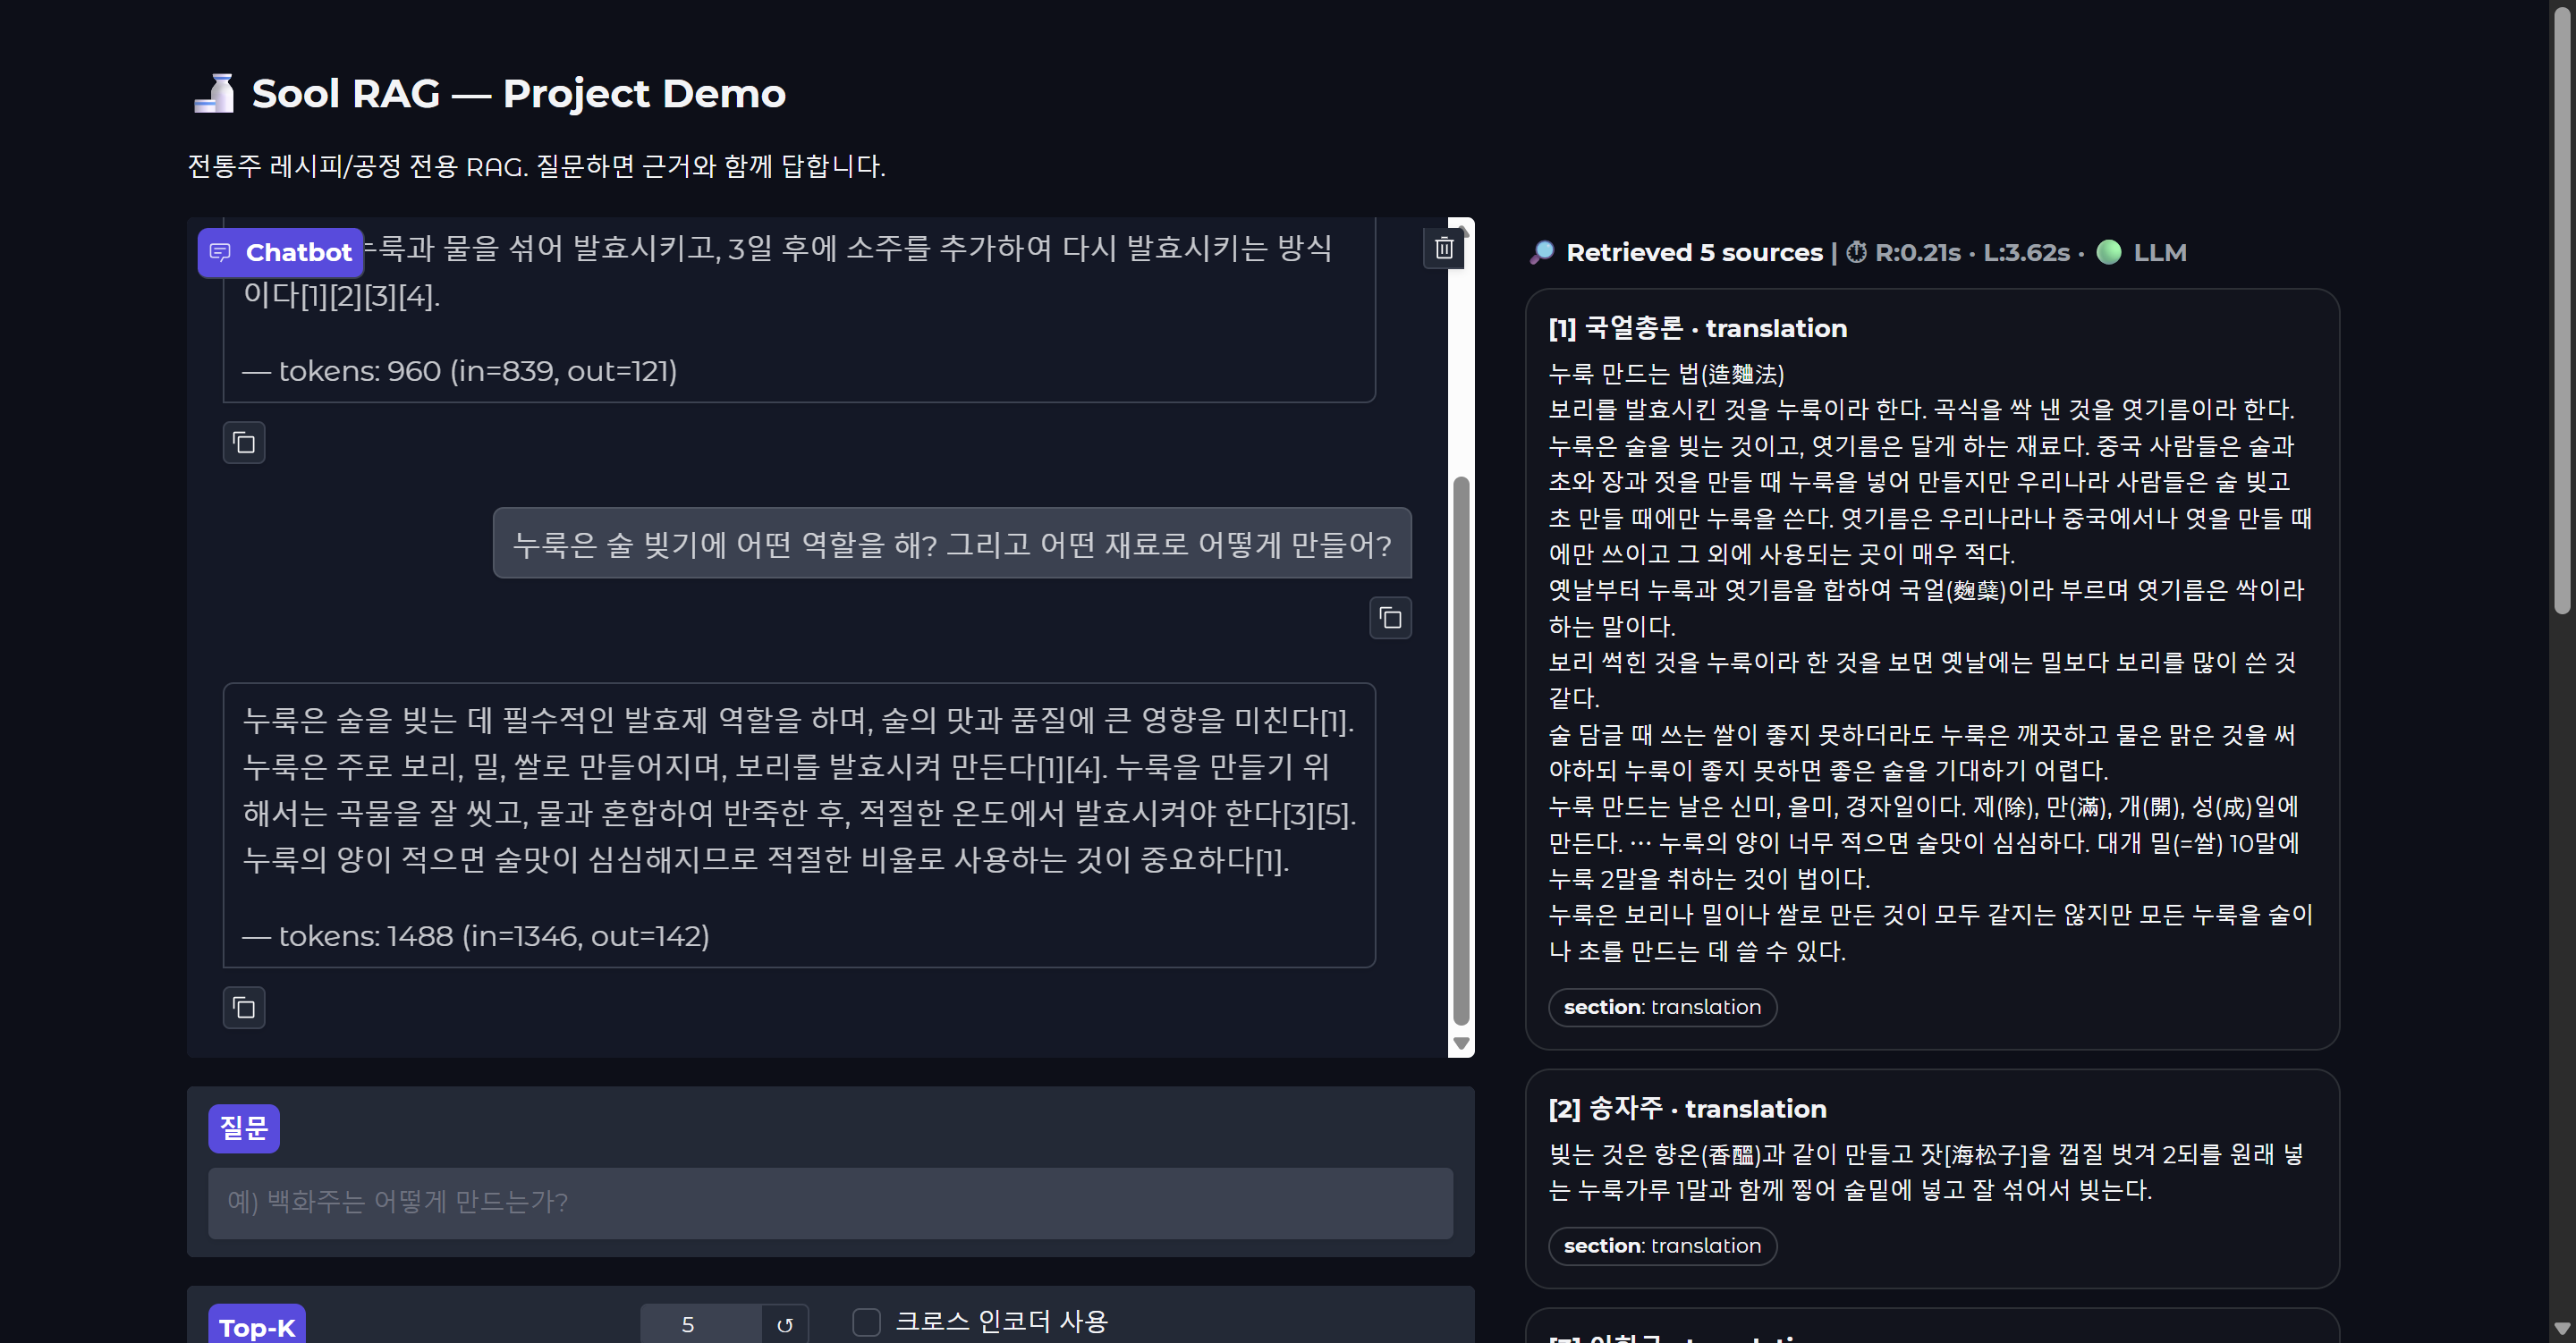 Sool RAG — Project Demo
전통주 레시피/공정 전용 RAG. 질문하면 근거와 함께 답합니다.
Chatbot
누룩과 물을 섞어 발효시키고, 3일 후에 소주를 추가하여 다시 발효시키는 방식
이다[1][2][3][4].
— tokens: 960 (in=839, out=121)
누룩은 술 빚기에 어떤 역할을 해? 그리고 어떤 재료로 어떻게 만들어?
누룩은 술을 빚는 데 필수적인 발효제 역할을 하며, 술의 맛과 품질에 큰 영향을 미친다[1].
누룩은 주로 보리, 밀, 쌀로 만들어지며, 보리를 발효시켜 만든다[1][4]. 누룩을 만들기 위
해서는 곡물을 잘 씻고, 물과 혼합하여 반죽한 후, 적절한 온도에서 발효시켜야 한다[3][5].
누룩의 양이 적으면 술맛이 심심해지므로 적절한 비율로 사용하는 것이 중요하다[1].
— tokens: 1488 (in=1346, out=142)
질문
예) 백화주는 어떻게 만드는가?
Top-K
5
↺
크로스 인코더 사용
Retrieved 5 sources | ⏱ R:0.21s · L:3.62s · LLM
[1] 국얼총론 · translation
누룩 만드는 법(造麯法)
보리를 발효시킨 것을 누룩이라 한다. 곡식을 싹 낸 것을 엿기름이라 한다.
누룩은 술을 빚는 것이고, 엿기름은 달게 하는 재료다. 중국 사람들은 술과
초와 장과 젓을 만들 때 누룩을 넣어 만들지만 우리나라 사람들은 술 빚고
초 만들 때에만 누룩을 쓴다. 엿기름은 우리나라나 중국에서나 엿을 만들 때
에만 쓰이고 그 외에 사용되는 곳이 매우 적다.
옛날부터 누룩과 엿기름을 합하여 국얼(麴糵)이라 부르며 엿기름은 싹이라
하는 말이다.
보리 썩힌 것을 누룩이라 한 것을 보면 옛날에는 밀보다 보리를 많이 쓴 것
같다.
술 담글 때 쓰는 쌀이 좋지 못하더라도 누룩은 깨끗하고 물은 맑은 것을 써
야하되 누룩이 좋지 못하면 좋은 술을 기대하기 어렵다.
누룩 만드는 날은 신미, 을미, 경자일이다. 제(除), 만(滿), 개(開), 성(成)일에
만든다. … 누룩의 양이 너무 적으면 술맛이 심심하다. 대개 밀(=쌀) 10말에
누룩 2말을 취하는 것이 법이다.
누룩은 보리나 밀이나 쌀로 만든 것이 모두 같지는 않지만 모든 누룩을 술이
나 초를 만드는 데 쓸 수 있다.
section: translation
[2] 송자주 · translation
빚는 것은 향온(香醞)과 같이 만들고 잣[海松子]을 껍질 벗겨 2되를 원래 넣
는 누룩가루 1말과 함께 찧어 술밑에 넣고 잘 섞어서 빚는다.
section: translation